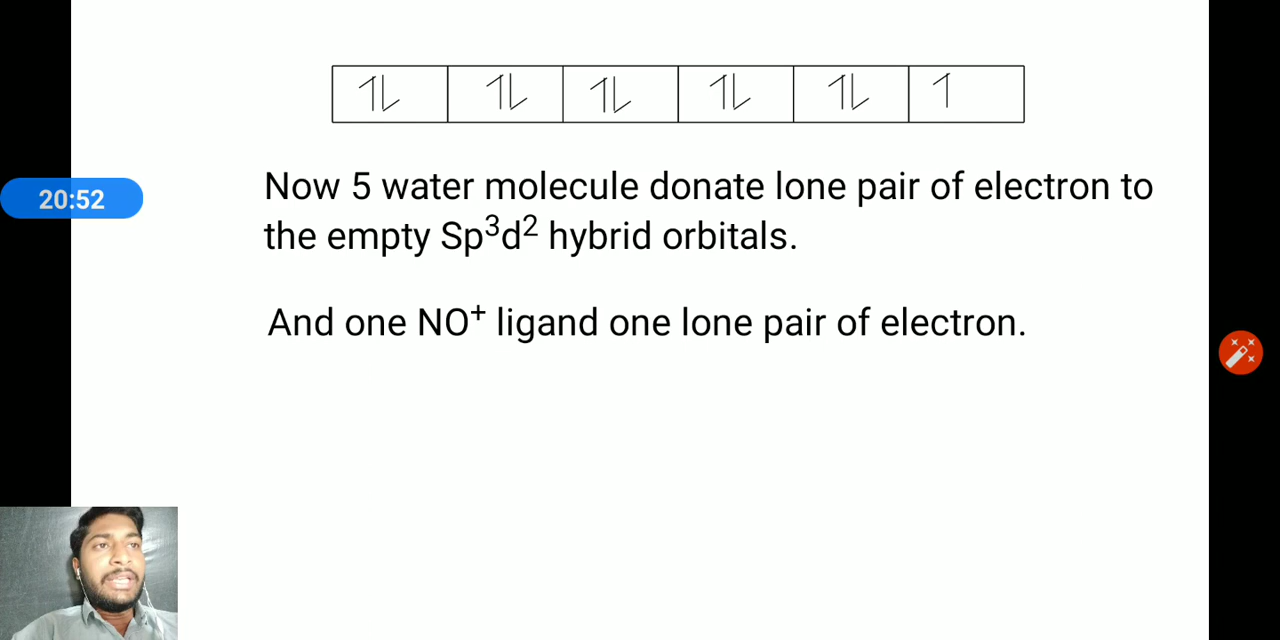 Now 5 water molecule donate lone pair of electron to
the empty Sp³d² hybrid orbitals.
20:52
And one NO⁺ ligand one lone pair of electron.